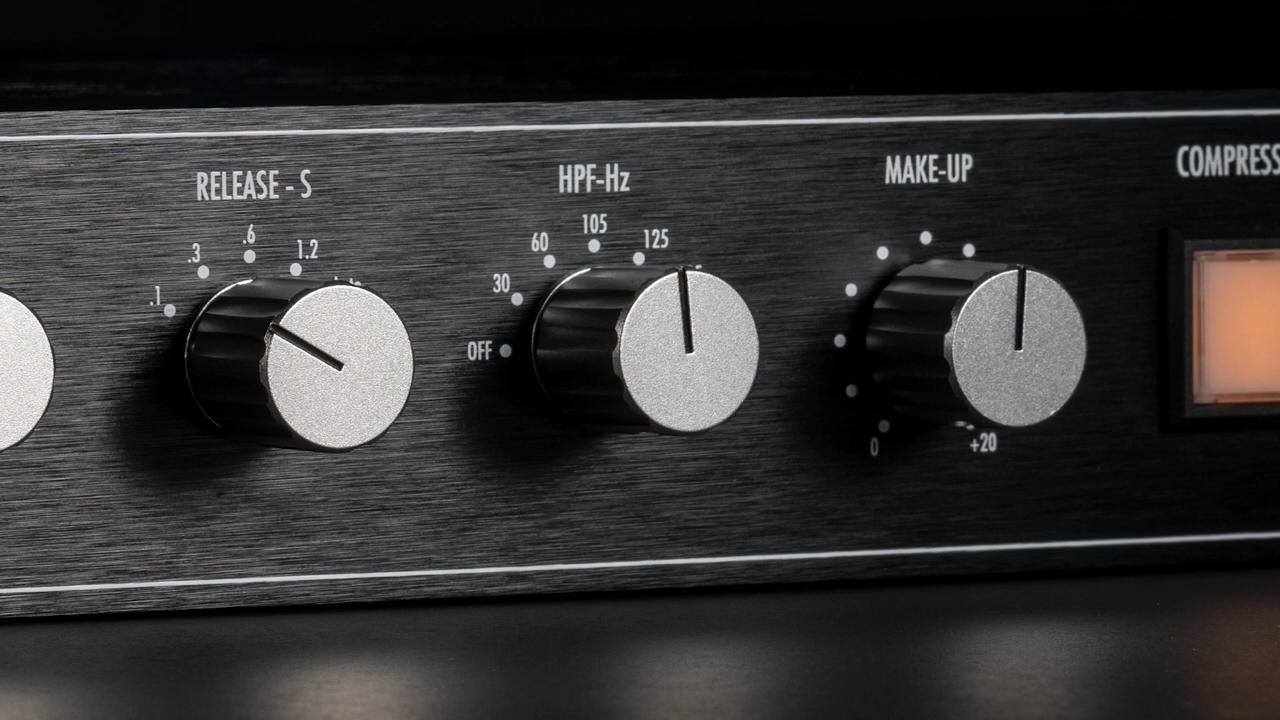 RELEASE - S
.1
.3
.6
1.2
HPF-Hz
OFF
30
60
105
125
MAKE-UP
0
+20
COMPRESS